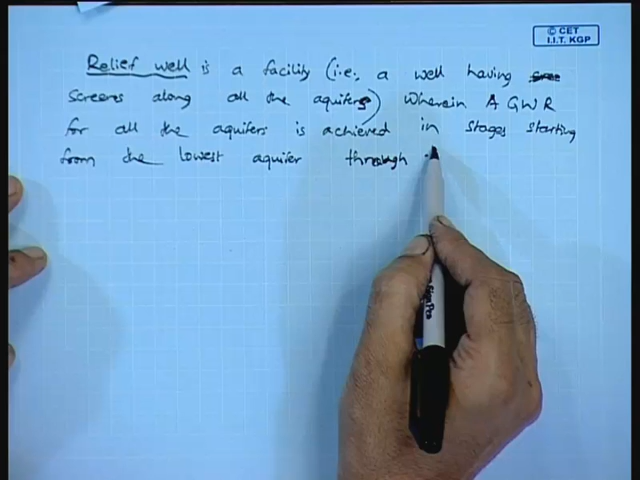 © CET
I.I.T. KGP
Relief well is a facility (i.e., a well having
screens along all the aquifers) Wherein AGWR
for all the aquifers is achieved in stages starting
from the lowest aquifer through